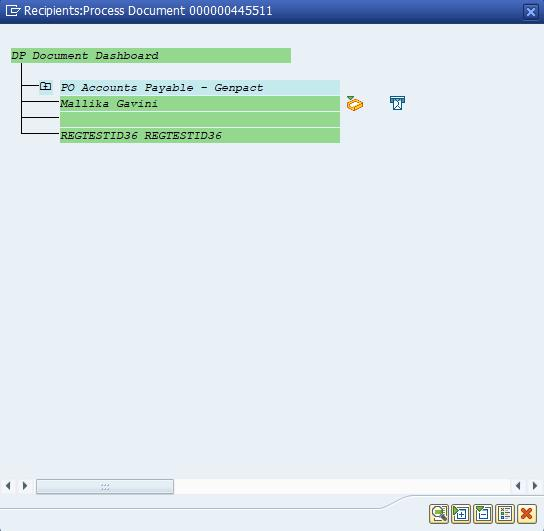 Recipients:Process Document 000000445511
DP Document Dashboard
PO Accounts Payable - Genpact
Mallika Gavini
REGTESTID36 REGTESTID36